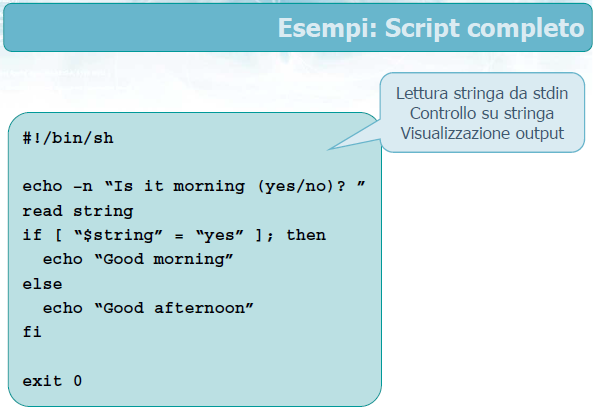 Esempi: Script completo
Lettura stringa da stdin
Controllo su stringa
Visualizzazione output
#!/bin/sh
echo –n “Is it morning (yes/no)? ”
read string
if [ “$string” = “yes” ]; then
  echo “Good morning”
else
  echo “Good afternoon”
fi
exit 0